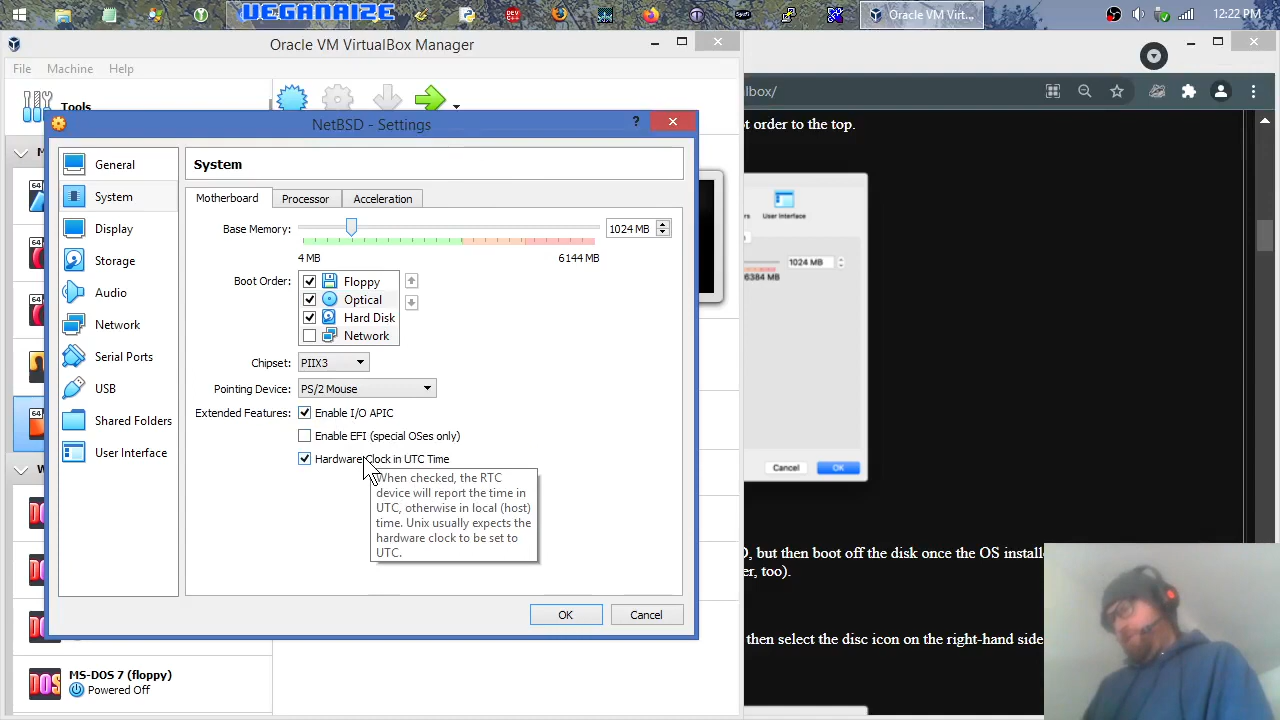 VEGANAIZE
DEV C++
Oracle VM Virt...
12:22 PM
Oracle VM VirtualBox Manager
File Machine Help
Tools
NetBSD - Settings
?
General
System
Display
Storage
Audio
Network
Serial Ports
USB
Shared Folders
User Interface
System
Motherboard Processor Acceleration
Base Memory: 1024 MB
4 MB 6144 MB
Boot Order: Floppy
Optical
Hard Disk
Network
Chipset: PIIX3
Pointing Device: PS/2 Mouse
Extended Features: Enable I/O APIC
Enable EFI (special OSes only)
Hardware Clock in UTC Time
When checked, the RTC
device will report the time in
UTC, otherwise in local (host)
time. Unix usually expects the
hardware clock to be set to
UTC.
OK Cancel
64
64
MS-DOS 7 (floppy)
Powered Off
lbox/
ot order to the top.
rs User Interface
1024 MB
6384 MB
Cancel OK
D, but then boot off the disk once the OS install
er, too).
then select the disc icon on the right-hand side